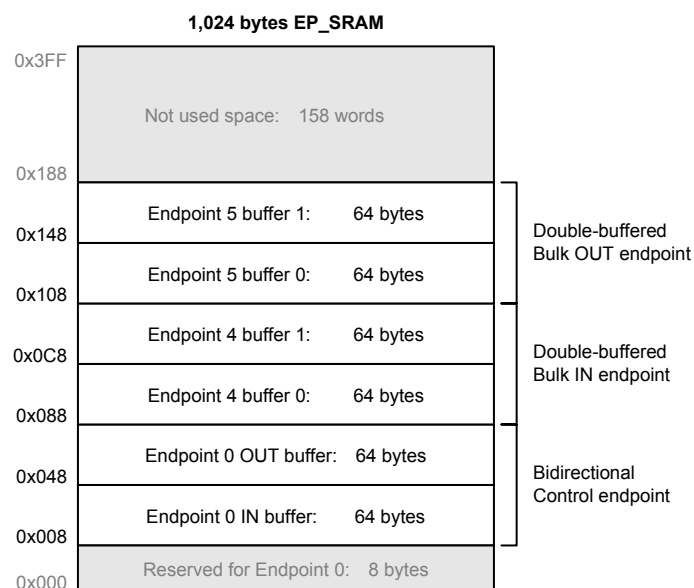 1,024 bytes EP_SRAM
0x3FF
Not used space: 158 words
0x188
Endpoint 5 buffer 1: 64 bytes
0x148
Double-buffered
Bulk OUT endpoint
Endpoint 5 buffer 0: 64 bytes
0x108
Endpoint 4 buffer 1: 64 bytes
0x0C8
Double-buffered
Bulk IN endpoint
Endpoint 4 buffer 0: 64 bytes
0x088
Endpoint 0 OUT buffer: 64 bytes
0x048
Bidirectional
Control endpoint
Endpoint 0 IN buffer: 64 bytes
0x008
Reserved for Endpoint 0: 8 bytes
0x000